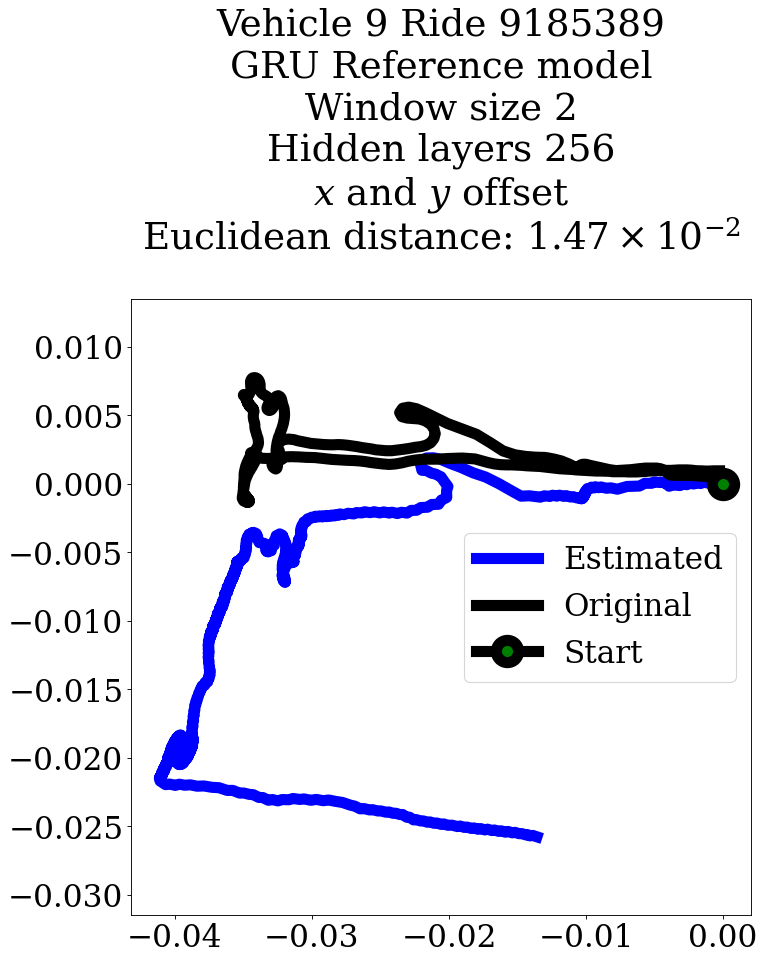 Vehicle 9 Ride 9185389
GRU Reference model
Window size 2
Hidden layers 256
x and y offset
Euclidean distance: 1.47 × 10⁻²
0.010
0.005
0.000
−0.005
−0.010
−0.015
−0.020
−0.025
−0.030
Estimated
Original
Start
−0.04 −0.03 −0.02 −0.01 0.00